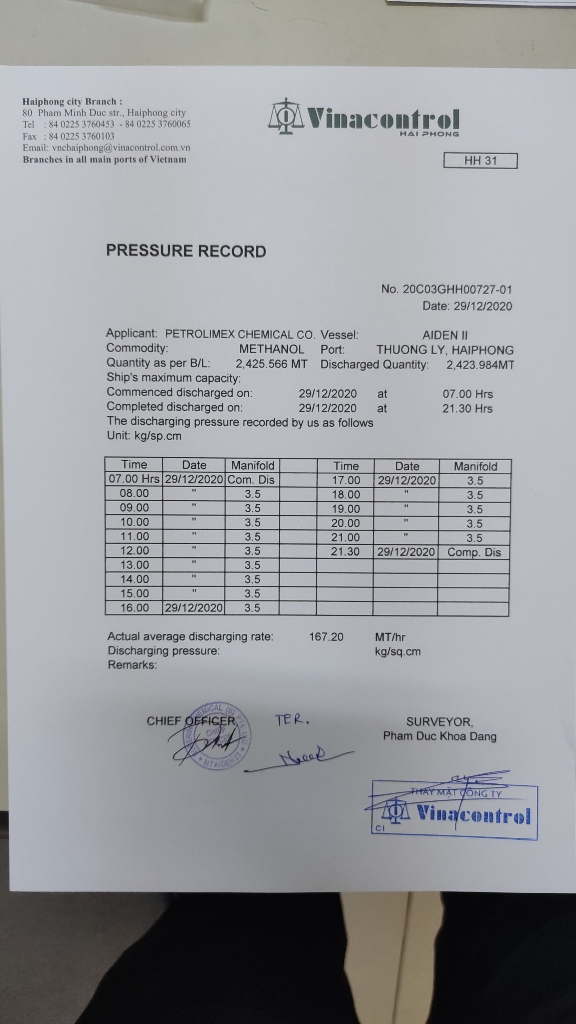 Haiphong city Branch :
80 Pham Minh Duc str., Haiphong city
Tel : 84 0225 3760453 - 84 0225 3760065
Fax : 84 0225 3760103
Email: vnchaiphong@vinacontrol.com.vn
Branches in all main ports of Vietnam
Vinacontrol
HAI PHONG
HH 31
PRESSURE RECORD
No. 20C03GHH00727-01
Date: 29/12/2020
Applicant: PETROLIMEX CHEMICAL CO. Vessel: AIDEN II
Commodity: METHANOL Port: THUONG LY, HAIPHONG
Quantity as per B/L: 2,425.566 MT Discharged Quantity: 2,423.984MT
Ship's maximum capacity:
Commenced discharged on: 29/12/2020 at 07.00 Hrs
Completed discharged on: 29/12/2020 at 21.30 Hrs
The discharging pressure recorded by us as follows
Unit: kg/sp.cm
Time Date Manifold Time Date Manifold
07.00 Hrs 29/12/2020 Com. Dis 17.00 29/12/2020 3.5
08.00 " 3.5 18.00 " 3.5
09.00 " 3.5 19.00 " 3.5
10.00 " 3.5 20.00 " 3.5
11.00 " 3.5 21.00 " 3.5
12.00 " 3.5 21.30 29/12/2020 Comp. Dis
13.00 " 3.5
14.00 " 3.5
15.00 " 3.5
16.00 29/12/2020 3.5
Actual average discharging rate: 167.20 MT/hr
Discharging pressure: kg/sq.cm
Remarks:
CHIEF OFFICER TER. SURVEYOR,
Pham Duc Khoa Dang
THAY MẶT CÔNG TY
Vinacontrol
C1